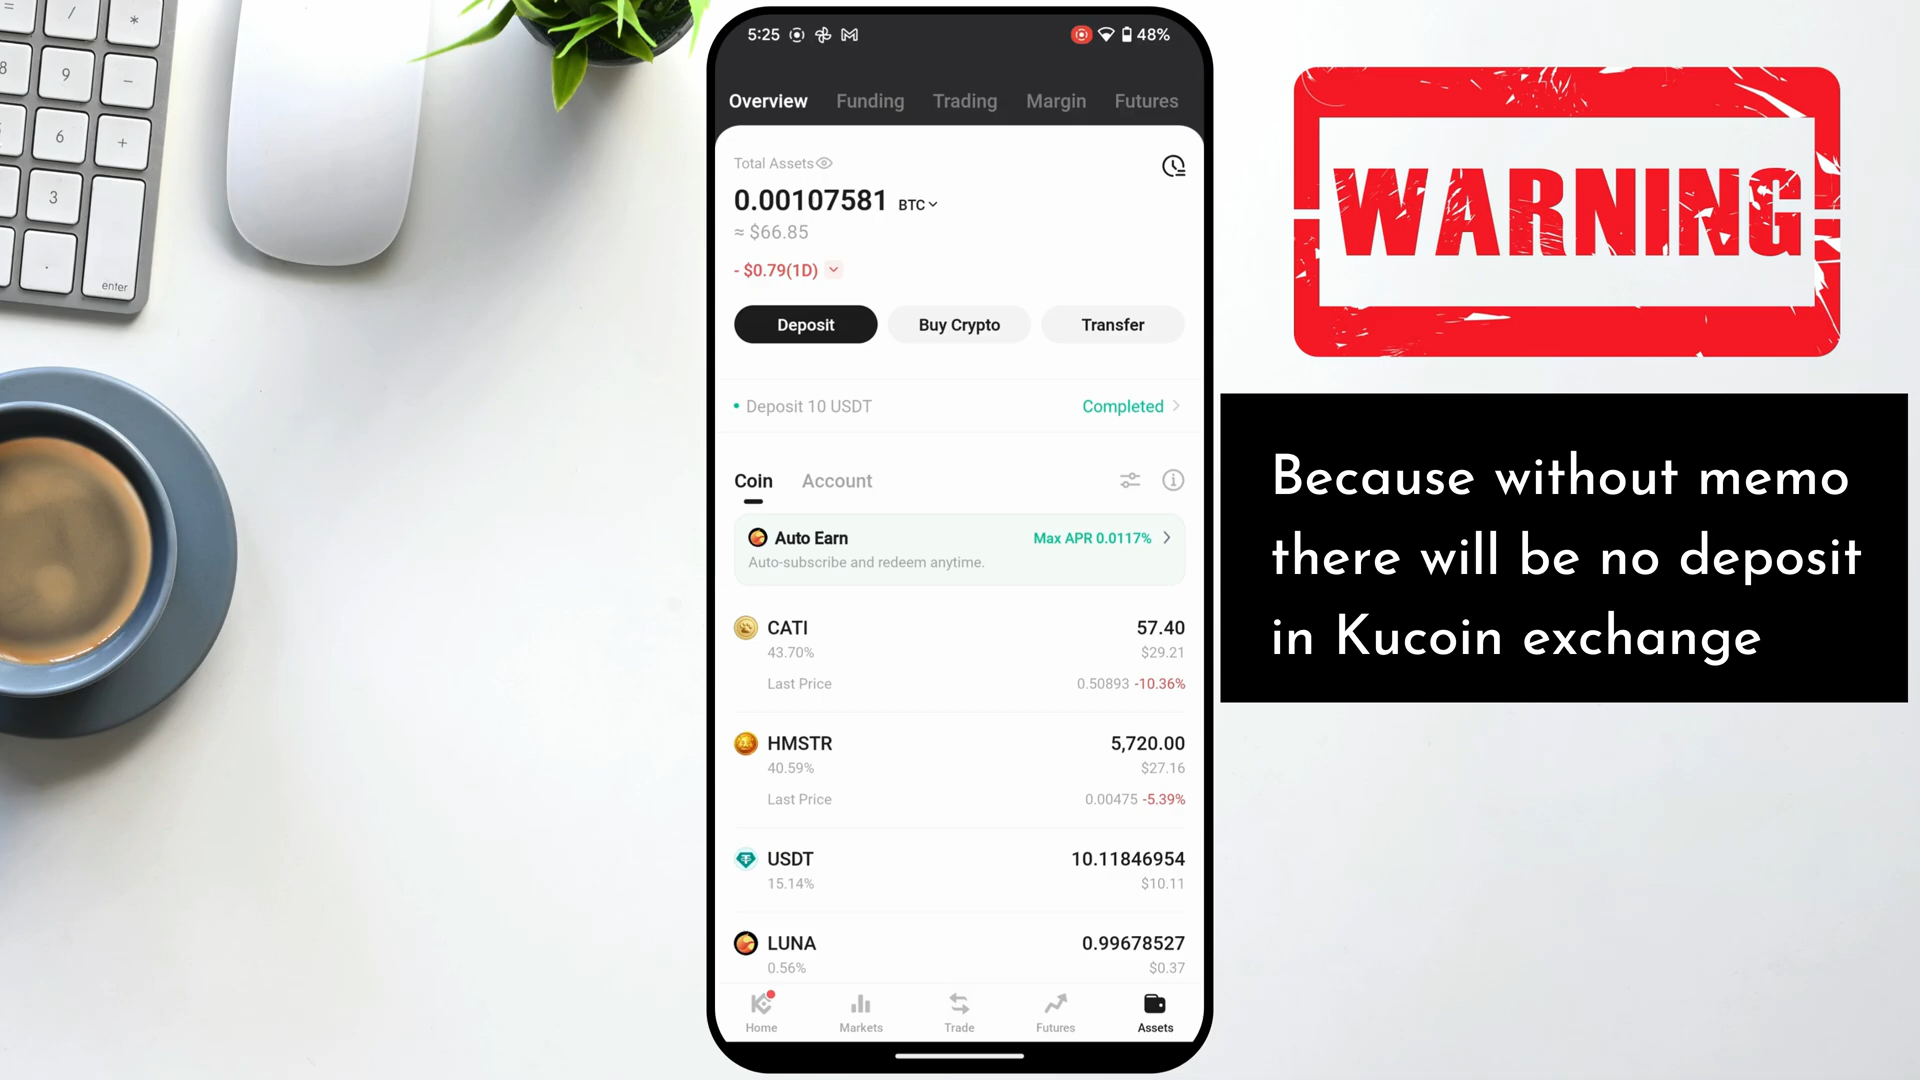 =
/
*
8
9
-
6
+
3
.
enter
5:25
48%
Overview
Funding
Trading
Margin
Futures
Total Assets
0.00107581 BTC
≈ $66.85
- $0.79(1D)
Deposit
Buy Crypto
Transfer
Deposit 10 USDT
Completed
Coin
Account
Auto Earn
Max APR 0.0117%
Auto-subscribe and redeem anytime.
CATI
57.40
43.70%
$29.21
Last Price
0.50893 -10.36%
HMSTR
5,720.00
40.59%
$27.16
Last Price
0.00475 -5.39%
USDT
10.11846954
15.14%
$10.11
LUNA
0.99678527
0.56%
$0.37
Home
Markets
Trade
Futures
Assets
WARNING
Because without memo
there will be no deposit
in Kucoin exchange